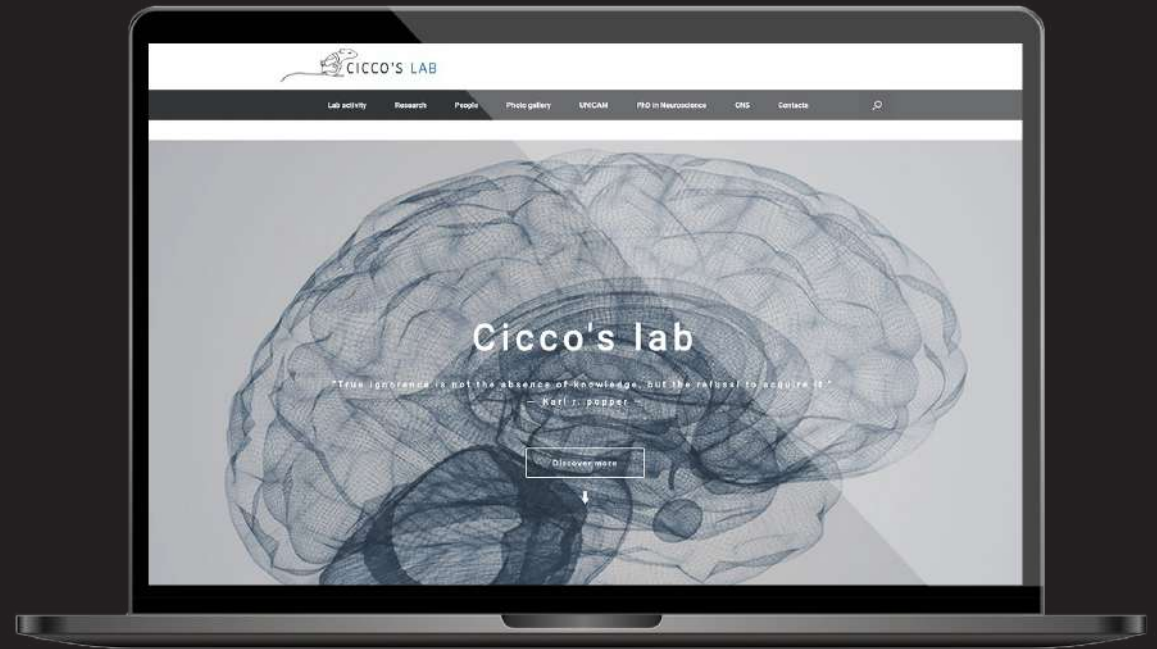 CICCO'S LAB
Lab activity Research People Photo gallery UNICAM PhD in Neuroscience CNS Contacts
Cicco's lab
"True ignorance is not the absence of knowledge, but the refusal to acquire it."
— Karl r. popper —
Discover more